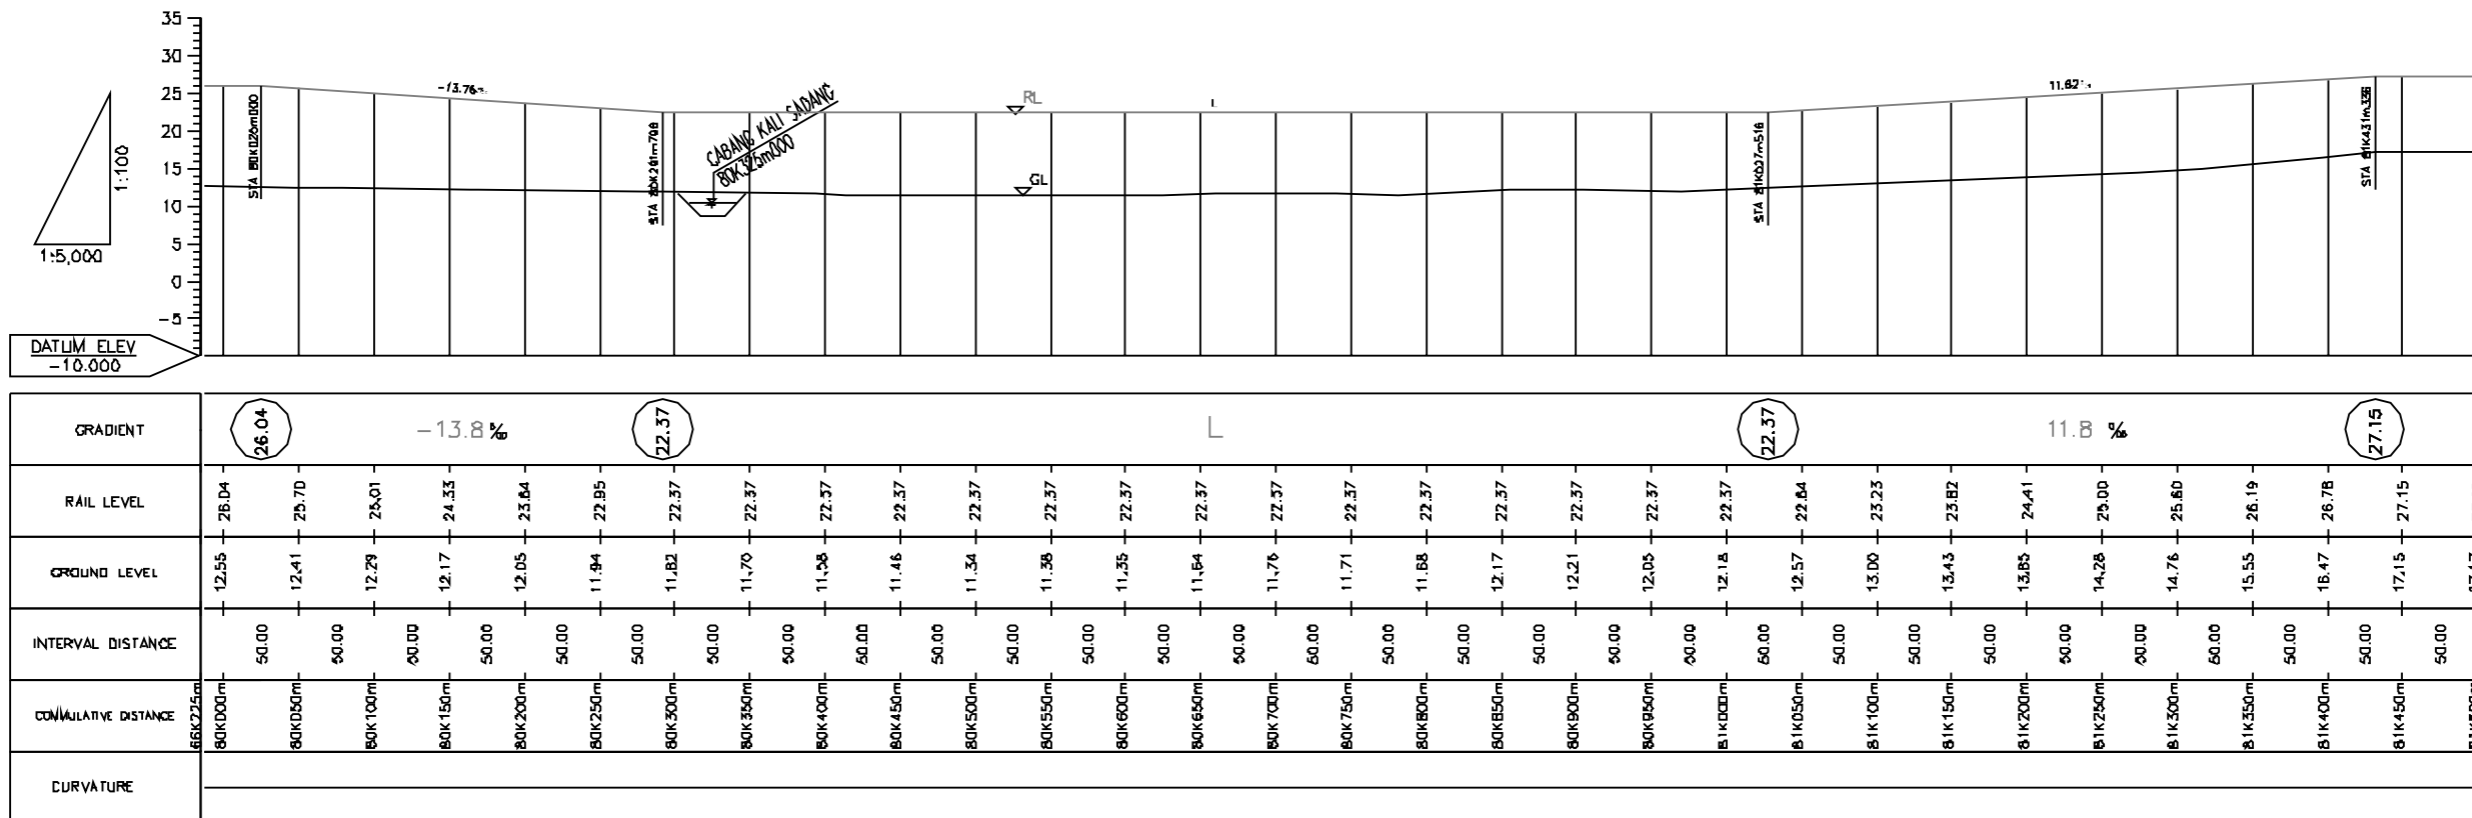 35
30
25
20
15
10
5
0
-5
1:100
1:5,000
DATUM ELEV
-10.000
-13.76
STA 80K026m000
STA 80K291m798
CABANG KALI SADANG
80K325m000
RL
L
GL
STA 81K027m516
STA 81K431m336
GRADIENT
26.04 -13.8‰ 22.37 L 22.37 11.8 ‰ 27.15
RAIL LEVEL
26.04 25.70 25.01 24.33 23.64 22.95 22.37 22.37 22.37 22.37 22.37 22.37 22.37 22.37 22.37 22.37 22.37 22.37 22.37 22.37 22.37 22.64 23.23 23.82 24.41 25.00 25.60 26.19 26.78 27.15
GROUND LEVEL
12.55 12.41 12.29 12.17 12.05 11.94 11.82 11.70 11.58 11.46 11.34 11.38 11.35 11.64 11.76 11.71 11.68 12.17 12.21 12.05 12.18 12.57 13.00 13.43 13.85 14.28 14.76 15.55 16.47 17.15
INTERVAL DISTANCE
50.00 50.00 50.00 50.00 50.00 50.00 50.00 50.00 50.00 50.00 50.00 50.00 50.00 50.00 50.00 50.00 50.00 50.00 50.00 50.00 50.00 50.00 50.00 50.00 50.00 50.00 50.00 50.00 50.00 50.00
COMMULATIVE DISTANCE
66K225m 80K000m 80K050m 80K100m 80K150m 80K200m 80K250m 80K300m 80K350m 80K400m 80K450m 80K500m 80K550m 80K600m 80K650m 80K700m 80K750m 80K800m 80K850m 80K900m 80K950m 81K000m 81K050m 81K100m 81K150m 81K200m 81K250m 81K300m 81K350m 81K400m 81K450m
CURVATURE